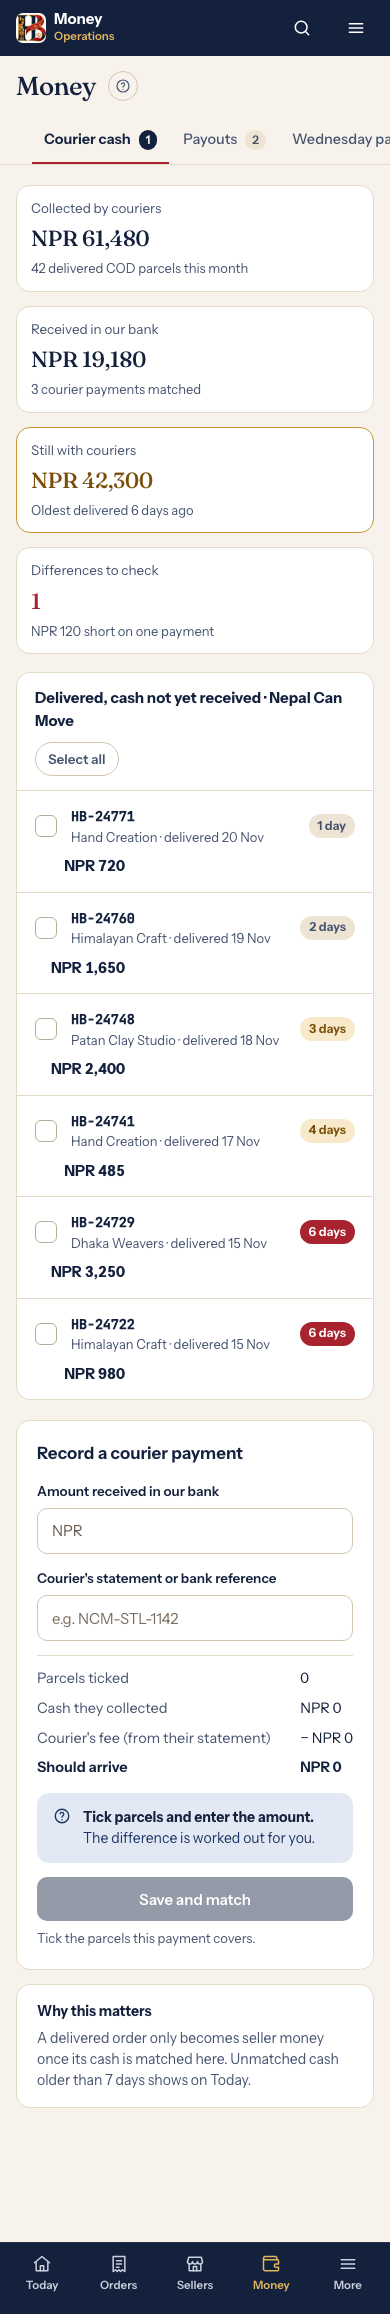 Money
Operations
Money
Courier cash 1 Payouts 2 Wednesday pa
Collected by couriers
NPR 61,480
42 delivered COD parcels this month
Received in our bank
NPR 19,180
3 courier payments matched
Still with couriers
NPR 42,300
Oldest delivered 6 days ago
Differences to check
1
NPR 120 short on one payment
Delivered, cash not yet received · Nepal Can
Move
Select all
HB-24771
Hand Creation · delivered 20 Nov
1 day
NPR 720
HB-24760
Himalayan Craft · delivered 19 Nov
2 days
NPR 1,650
HB-24748
Patan Clay Studio · delivered 18 Nov
3 days
NPR 2,400
HB-24741
Hand Creation · delivered 17 Nov
4 days
NPR 485
HB-24729
Dhaka Weavers · delivered 15 Nov
6 days
NPR 3,250
HB-24722
Himalayan Craft · delivered 15 Nov
6 days
NPR 980
Record a courier payment
Amount received in our bank
NPR
Courier's statement or bank reference
e.g. NCM-STL-1142
Parcels ticked 0
Cash they collected NPR 0
Courier's fee (from their statement) − NPR 0
Should arrive NPR 0
Tick parcels and enter the amount.
The difference is worked out for you.
Save and match
Tick the parcels this payment covers.
Why this matters
A delivered order only becomes seller money
once its cash is matched here. Unmatched cash
older than 7 days shows on Today.
Today Orders Sellers Money More